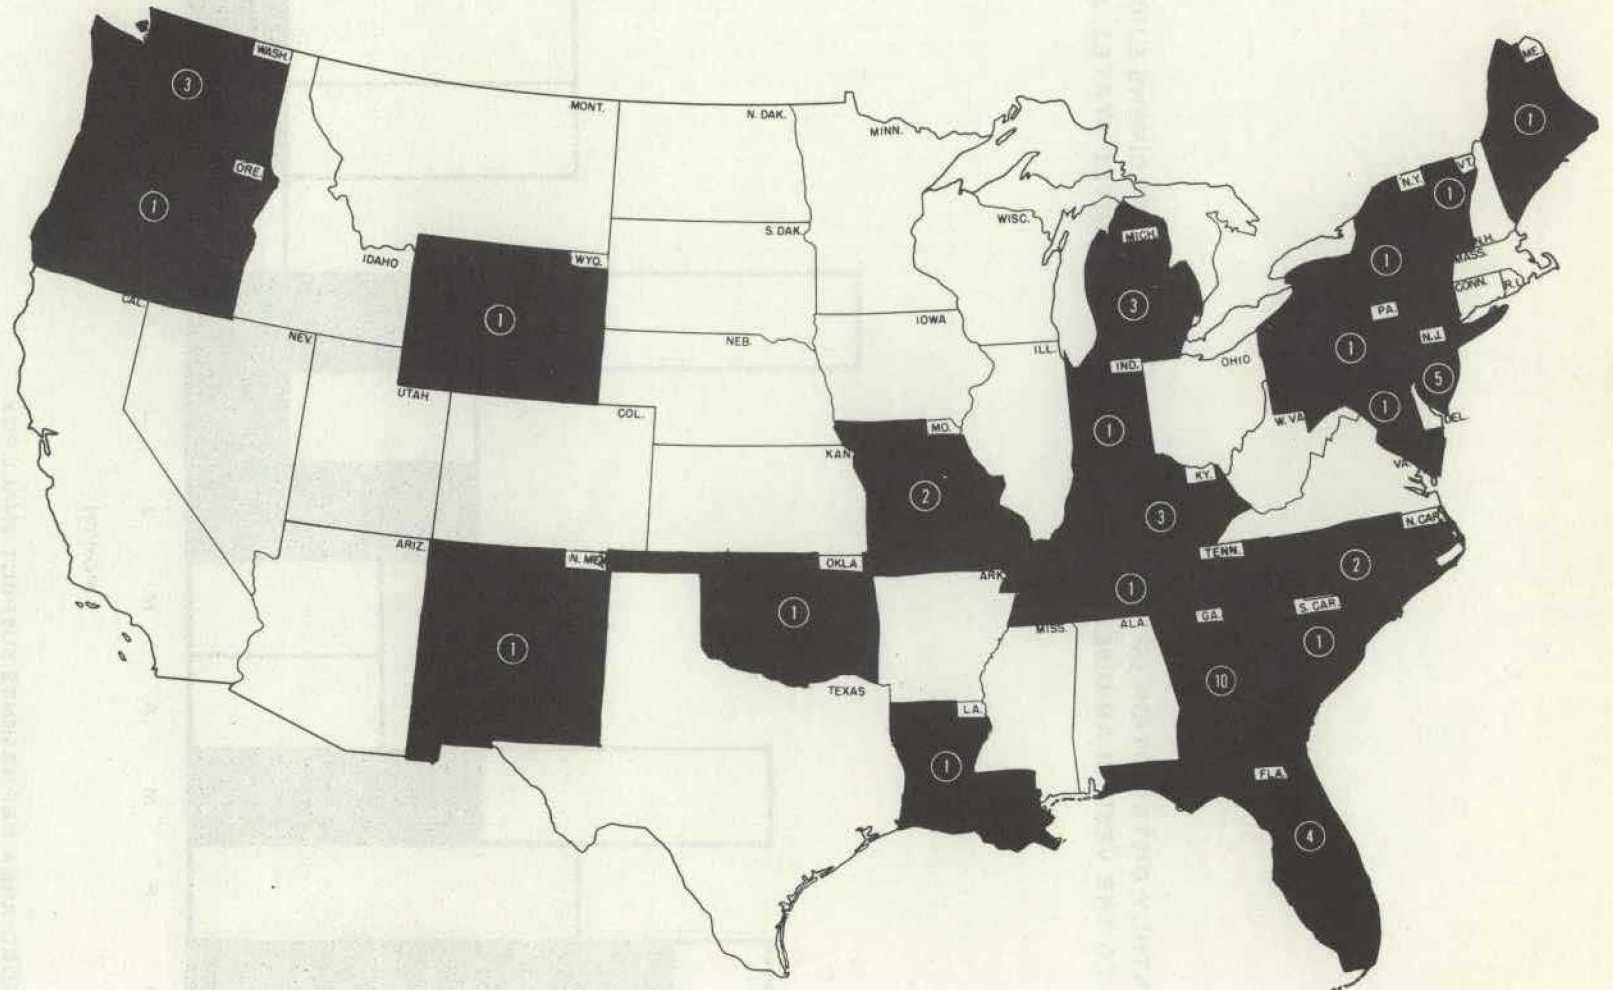 WASH.
3
ORE.
1
MONT.
N. DAK.
MINN.
IDAHO
WYO.
1
S. DAK.
WISC.
MICH.
3
ME.
1
N.Y.
VT.
1
1
N.H.
MASS.
CONN.
R.I.
CAL.
NEV.
UTAH
COL.
NEB.
IOWA
ILL.
IND.
1
OHIO
PA.
1
N.J.
5
1
DEL.
W. VA.
VA.
KAN.
MO.
2
KY.
3
ARIZ.
N. MEX.
1
OKLA.
1
ARK.
TENN.
1
N. CAR.
2
S. CAR.
1
GA.
10
MISS.
ALA.
TEXAS
LA.
1
FLA.
4